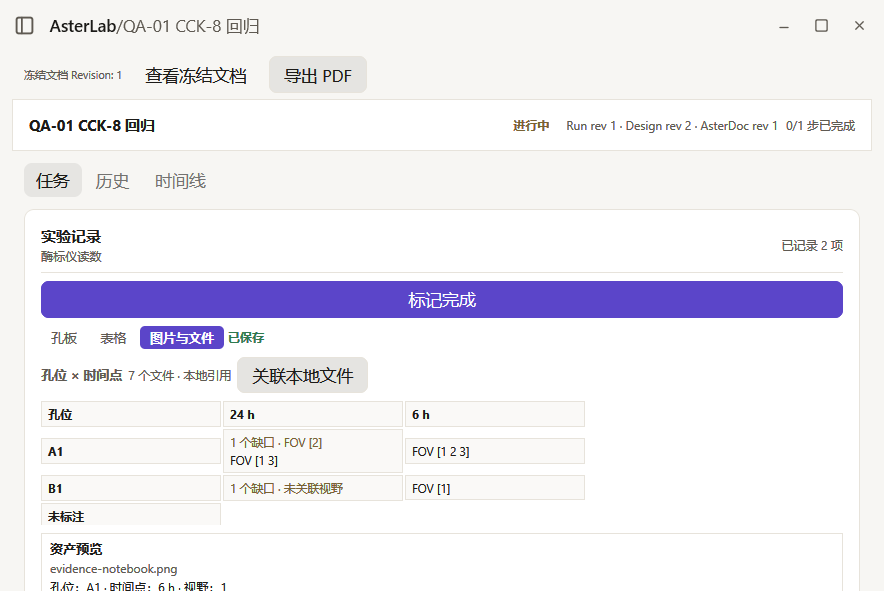 AsterLab/QA-01 CCK-8 回归
冻结文档 Revision: 1 查看冻结文档 导出 PDF
QA-01 CCK-8 回归 进行中 Run rev 1 · Design rev 2 · AsterDoc rev 1 0/1 步已完成
任务 历史 时间线
实验记录
酶标仪读数
已记录 2 项
标记完成
孔板 表格 图片与文件 已保存
孔位 × 时间点 7 个文件 · 本地引用 关联本地文件
孔位 24 h 6 h
A1 1 个缺口 · FOV [2]
FOV [1 3] FOV [1 2 3]
B1 1 个缺口 · 未关联视野 FOV [1]
未标注
资产预览
evidence-notebook.png
孔位：A1 · 时间点：6 h · 视野：1